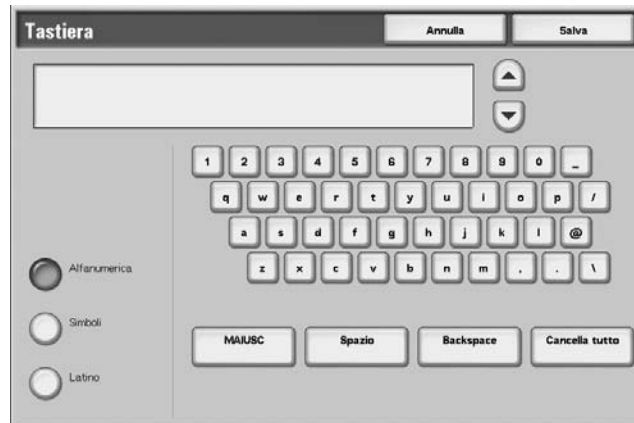 Tastiera Annulla Salva
1 2 3 4 5 6 7 8 9 0 _
q w e r t y u i o p /
a s d f g h j k l @
Alfanumerica z x c v b n m , . \
Simboli
MAIUSC Spazio Backspace Cancella tutto
Latino